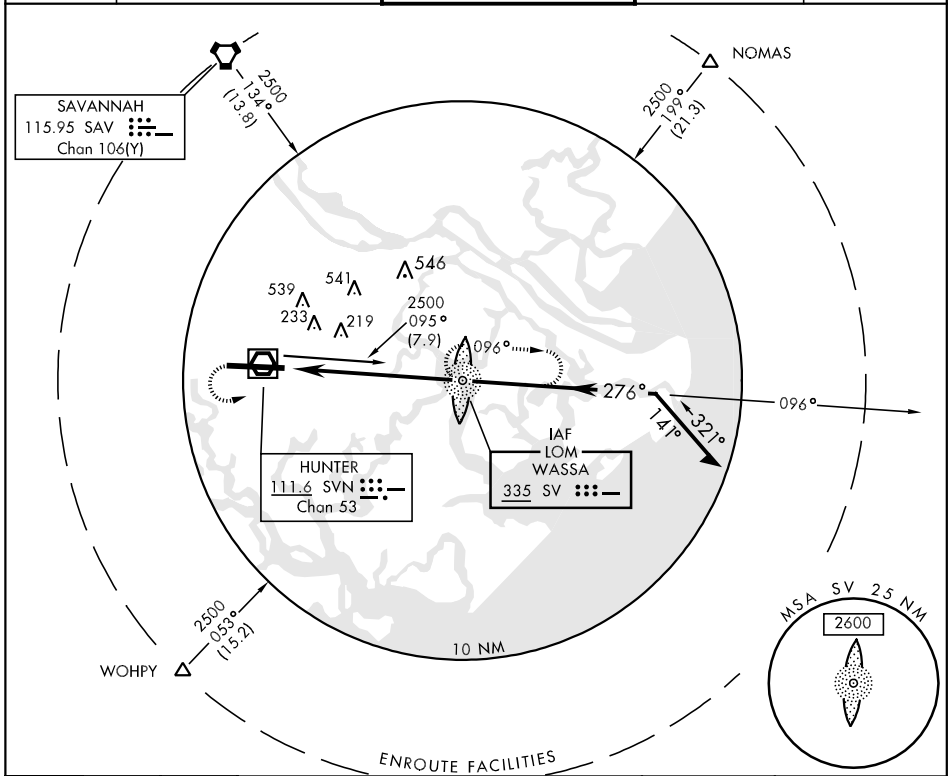 SAVANNAH
115.95 SAV
Chan 106(Y)
2500
134°
(13.8)
NOMAS
2500
199°
(21.3)
546
541
539
233
219
2500
095°
(7.9)
096°
276°
096°
141°
321°
IAF
LOM
WASSA
335 SV
HUNTER
111.6 SVN
Chan 53
2500
053°
(15.2)
WOHPY
10 NM
MSA SV 25 NM
2600
ENROUTE FACILITIES